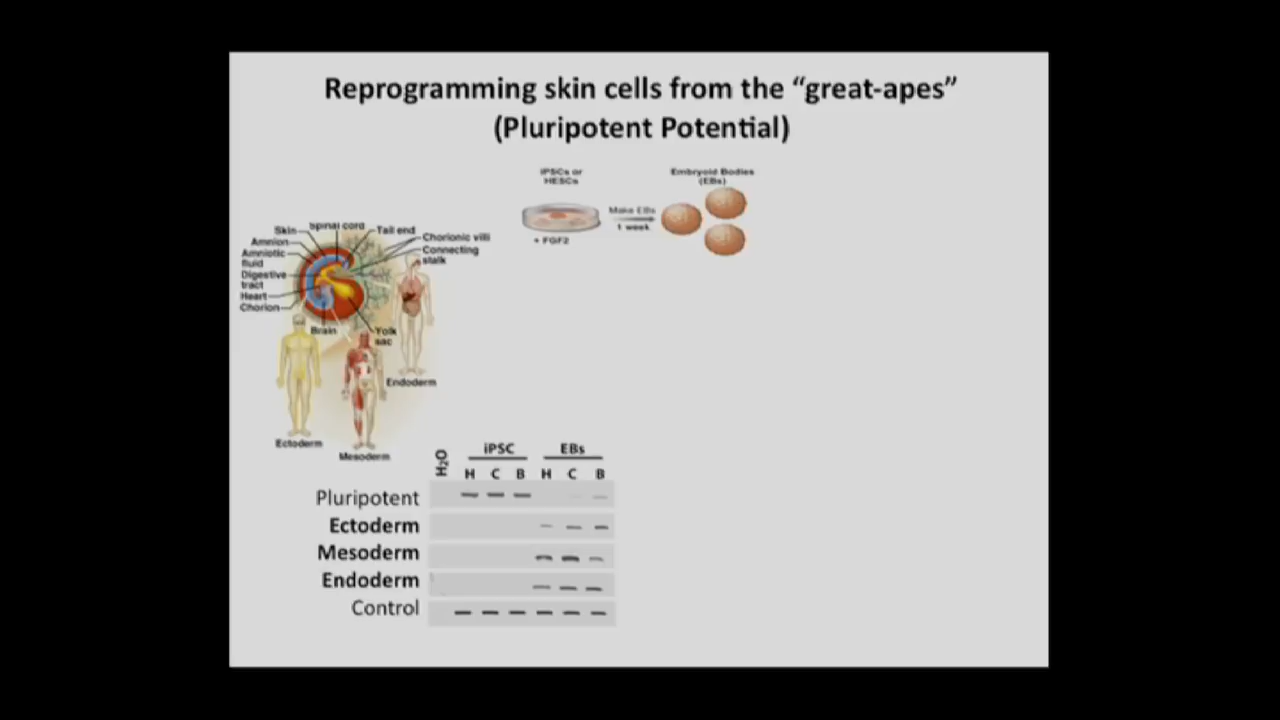 Reprogramming skin cells from the “great-apes”
(Pluripotent Potential)
iPSCs or
HESCs
Embryoid Bodies
(EBs)
Make EBs
1 week
+ FGF2
Skin
Spinal cord
Tail end
Amnion
Chorionic villi
Amniotic
fluid
Connecting
stalk
Digestive
tract
Heart
Chorion
Brain
Yolk
sac
Endoderm
Ectoderm
Mesoderm
H2O
iPSC
EBs
H C B H C B
Pluripotent
Ectoderm
Mesoderm
Endoderm
Control